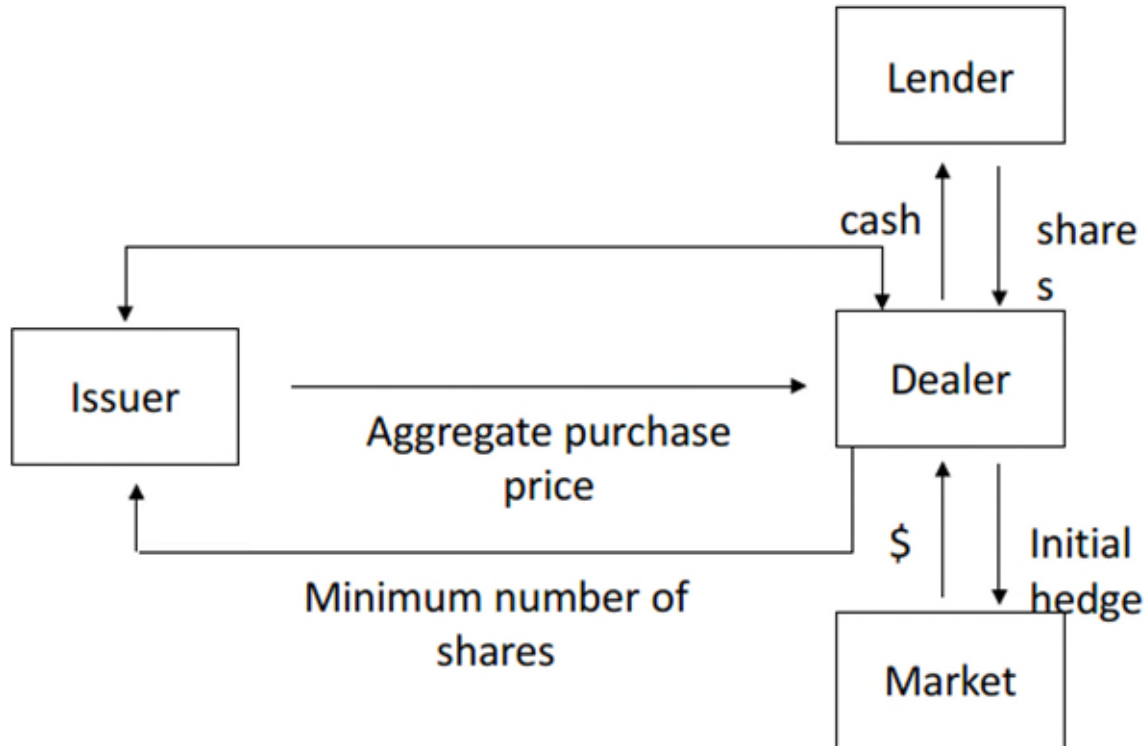 Lender
cash
share
s
Issuer
Dealer
Aggregate purchase
price
$
Initial
hedge
Minimum number of
shares
Market